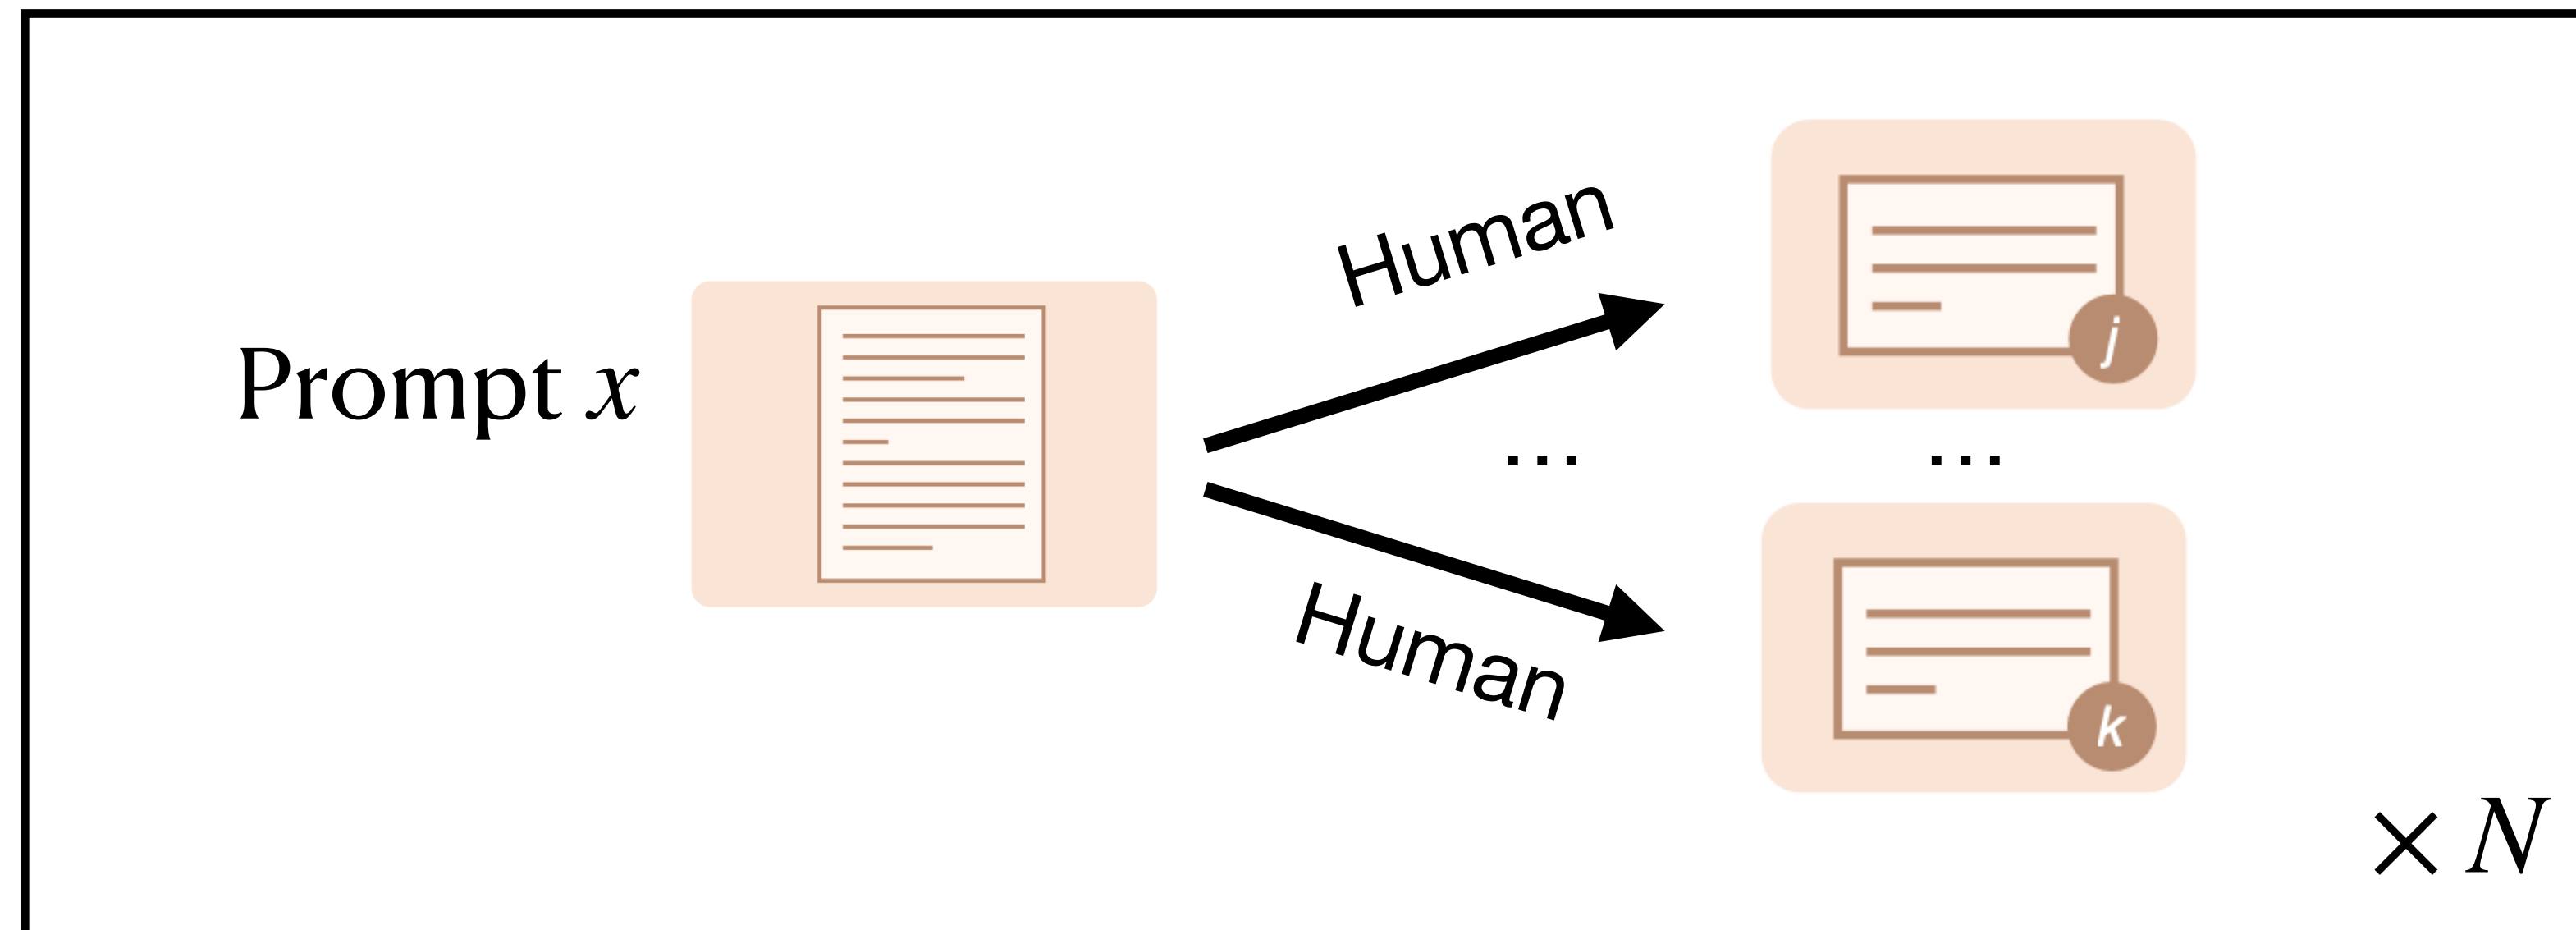 Human
j
Prompt x
... ...
Human
k
× N